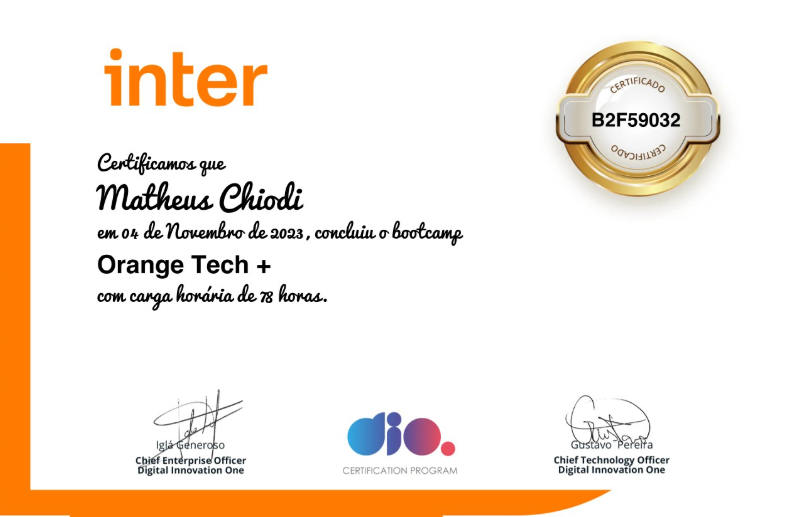 inter
CERTIFICADO
B2F59032
CERTIFICADO
Certificamos que
Matheus Chiodi
em 04 de Novembro de 2023, concluiu o bootcamp
Orange Tech +
com carga horária de 78 horas.
Iglá Generoso
Chief Enterprise Officer
Digital Innovation One
dio.
CERTIFICATION PROGRAM
Gustavo Pereira
Chief Technology Officer
Digital Innovation One